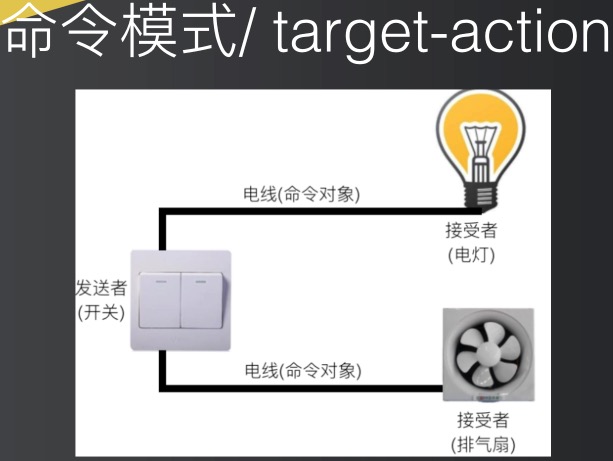 命令模式/ target-action
电线(命令对象)
接受者
(电灯)
发送者
(开关)
电线(命令对象)
接受者
(排气扇)